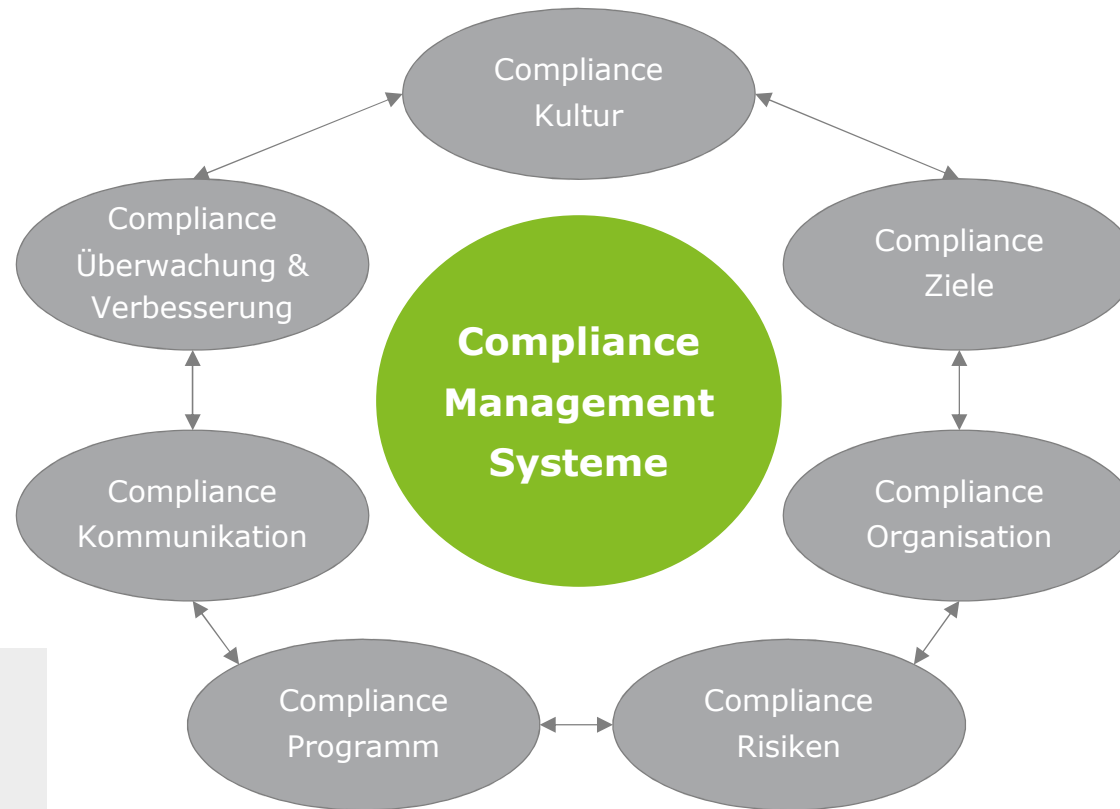 Compliance
Kultur
Compliance
Überwachung &
Verbesserung
Compliance
Ziele
Compliance
Management
Systeme
Compliance
Kommunikation
Compliance
Organisation
Compliance
Programm
Compliance
Risiken